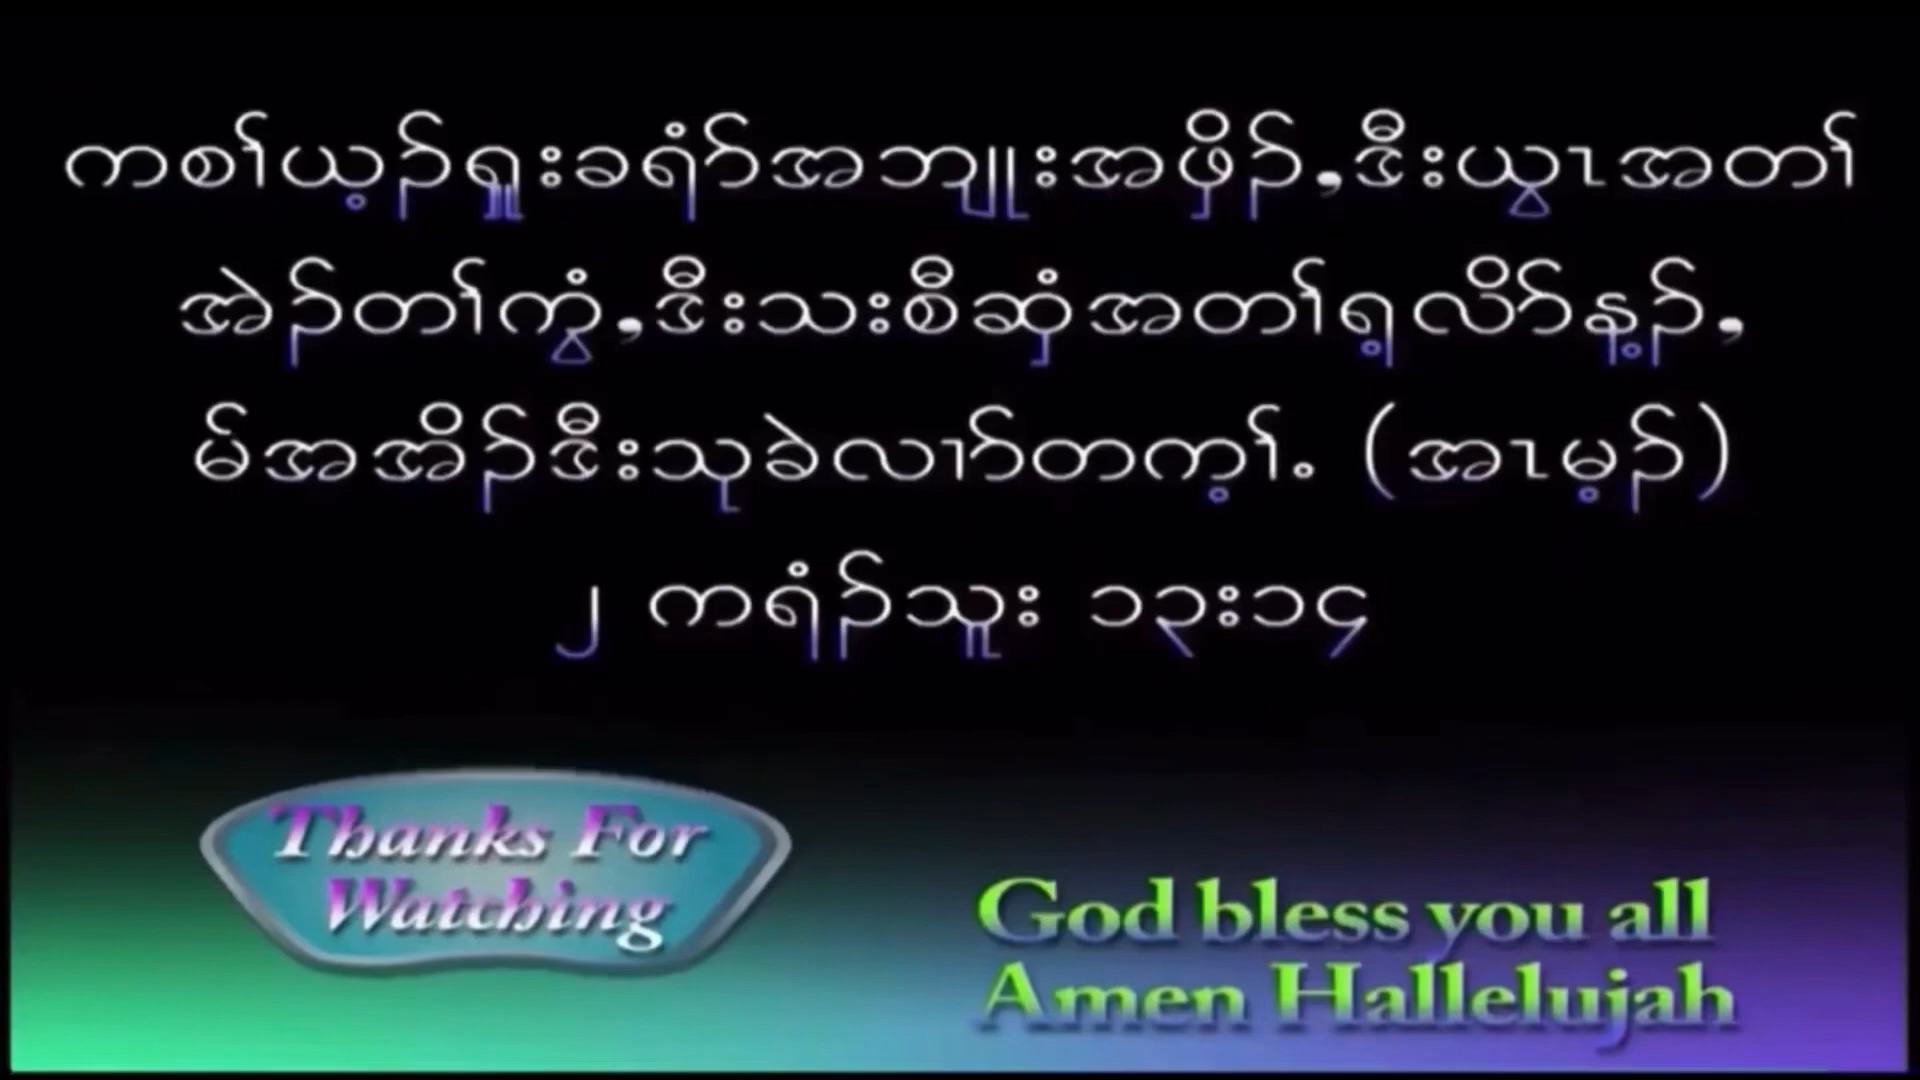 ကစၢ်ယ့ၣ်ရှူးခရံာ်အဘျုးအဖှိၣ်,ဒီးယွၤအတၢ်
အဲၣ်တၢ်ကွံ,ဒီးသးစီဆှံအတၢ်ရ့လိာ်န့ၣ်,
မ်အအိၣ်ဒီးသုခဲလၢာ်တက့ၢ်. (အၤမ့ၣ်)
၂ ကရံၣ်သူး ၁၃း၁၄
Thanks For
Watching
God bless you all
Amen Hallelujah